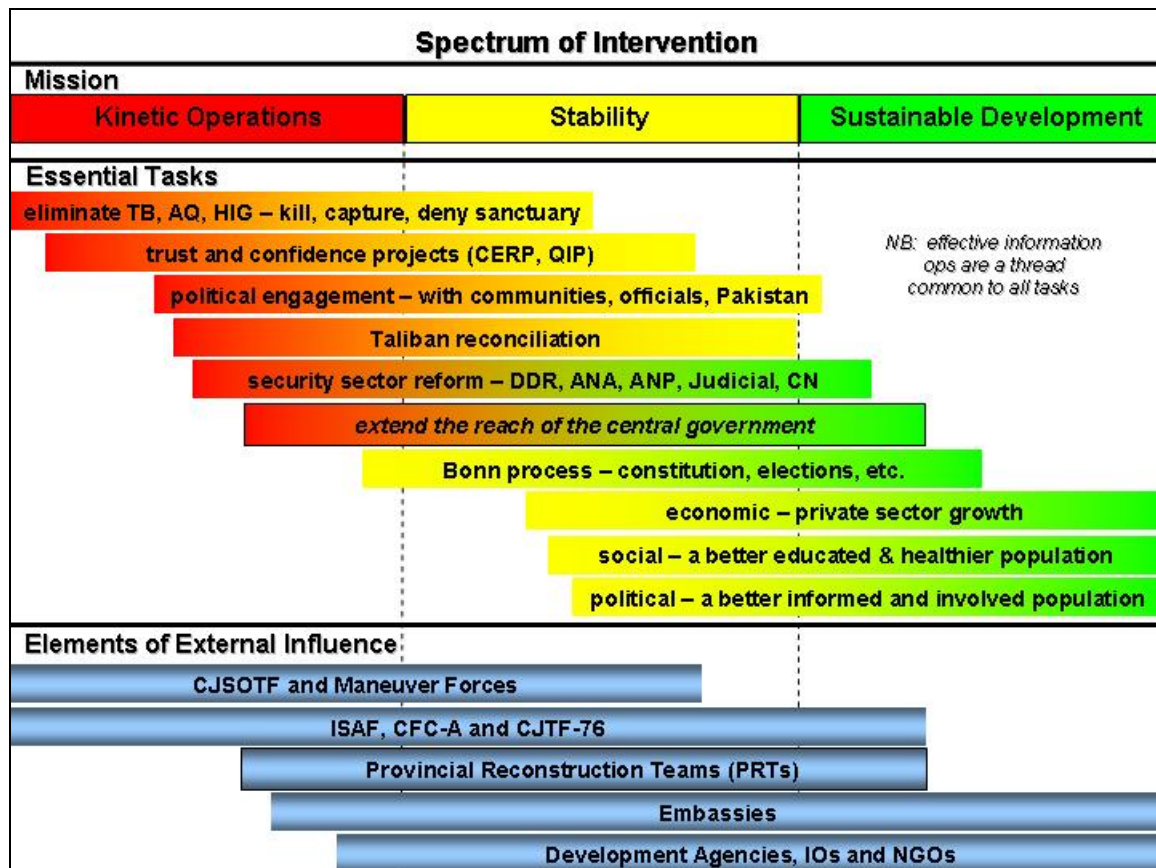 Spectrum of Intervention
Mission
Kinetic Operations
Stability
Sustainable Development
Essential Tasks
eliminate TB, AQ, HIG – kill, capture, deny sanctuary
trust and confidence projects (CERP, QIP)
NB: effective information
ops are a thread
common to all tasks
political engagement – with communities, officials, Pakistan
Taliban reconciliation
security sector reform – DDR, ANA, ANP, Judicial, CN
extend the reach of the central government
Bonn process – constitution, elections, etc.
economic – private sector growth
social – a better educated & healthier population
political – a better informed and involved population
Elements of External Influence
CJSOTF and Maneuver Forces
ISAF, CFC-A and CJTF-76
Provincial Reconstruction Teams (PRTs)
Embassies
Development Agencies, IOs and NGOs